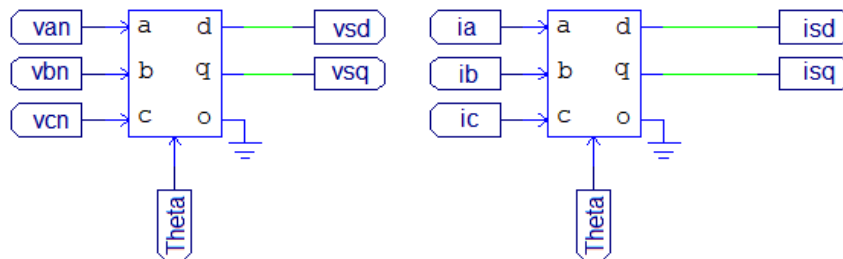 van a d vsd ia a d isd
vbn b q vsq ib b q isq
vcn c o ic c o
Theta Theta